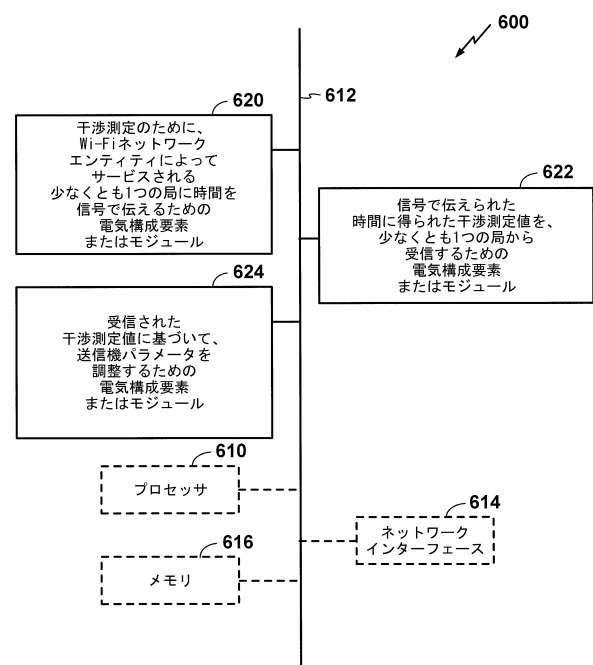 600
612
620
干渉測定のために、
Wi-Fiネットワーク
エンティティによって
サービスされる
少なくとも1つの局に時間を
信号で伝えるための
電気構成要素
またはモジュール
622
信号で伝えられた
時間に得られた干渉測定値を、
少なくとも1つの局から
受信するための
電気構成要素
またはモジュール
624
受信された
干渉測定値に基づいて、
送信機パラメータを
調整するための
電気構成要素
またはモジュール
610
プロセッサ
614
ネットワーク
インターフェース
616
メモリ